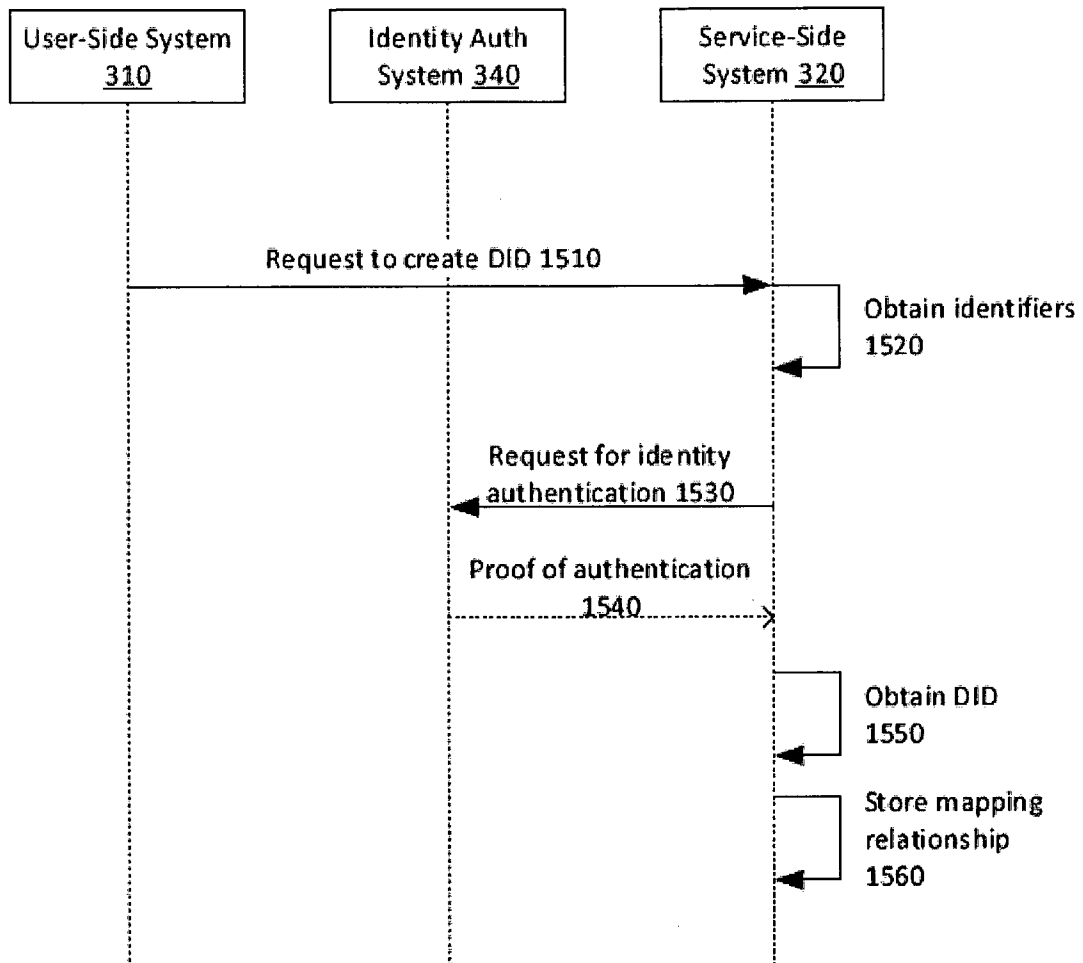 User-Side System
310
Identity Auth
System 340
Service-Side
System 320
Request to create DID 1510
Obtain identifiers
1520
Request for identity
authentication 1530
Proof of authentication
1540
Obtain DID
1550
Store mapping
relationship
1560